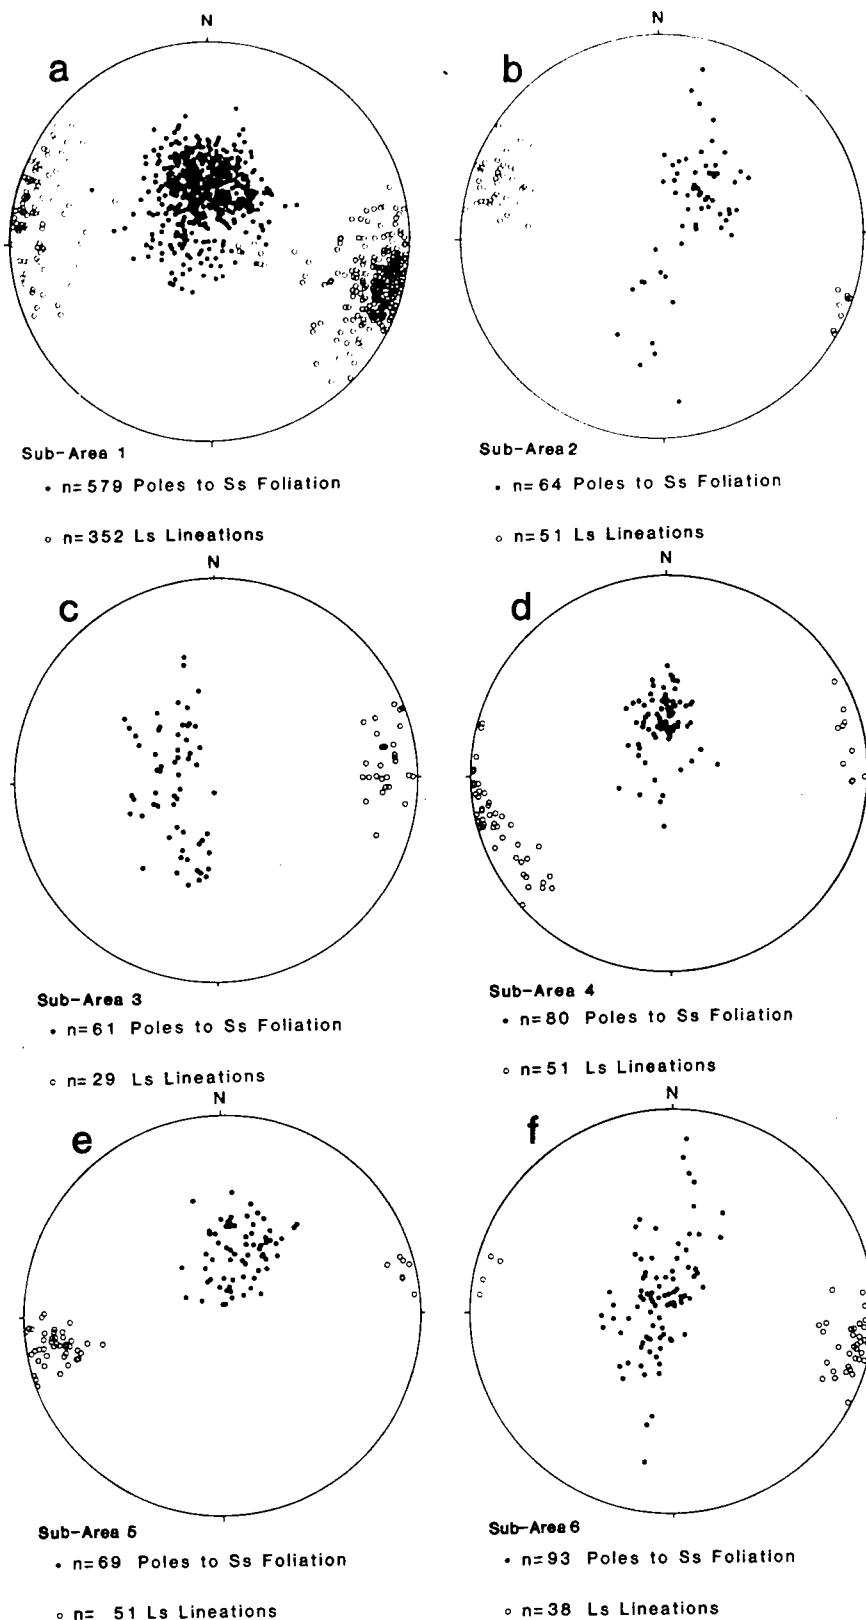 N
a
Sub-Area 1
n=579 Poles to Ss Foliation
n=352 Ls Lineations
N
b
Sub-Area 2
n=64 Poles to Ss Foliation
n=51 Ls Lineations
N
c
Sub-Area 3
n=61 Poles to Ss Foliation
n=29 Ls Lineations
N
d
Sub-Area 4
n=80 Poles to Ss Foliation
n=51 Ls Lineations
N
e
Sub-Area 5
n=69 Poles to Ss Foliation
n= 51 Ls Lineations
N
f
Sub-Area 6
n=93 Poles to Ss Foliation
n=38 Ls Lineations